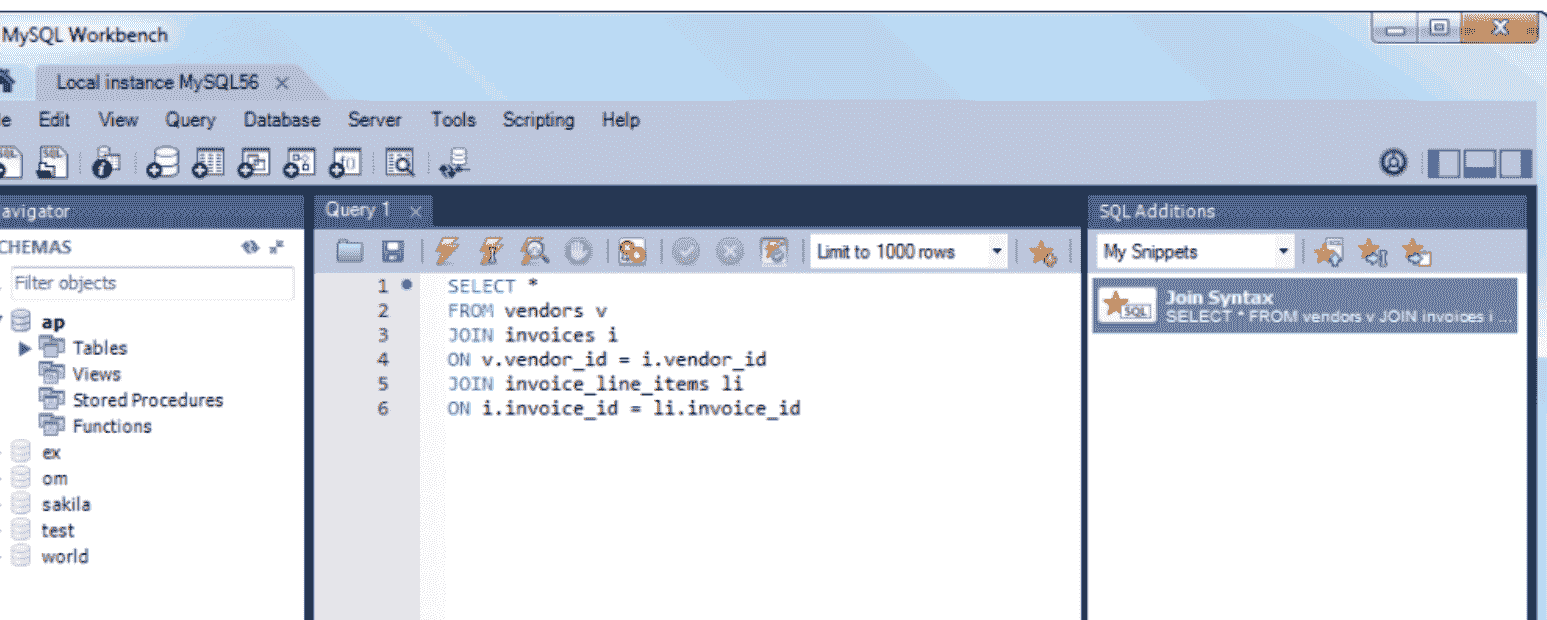 MySQL Workbench
Local instance MySQL56
le Edit View Query Database Server Tools Scripting Help
avigator
CHEMAS
Filter objects
ap
Tables
Views
Stored Procedures
Functions
ex
om
sakila
test
world
Query 1
Limit to 1000 rows
1 SELECT *
2 FROM vendors v
3 JOIN invoices i
4 ON v.vendor_id = i.vendor_id
5 JOIN invoice_line_items li
6 ON i.invoice_id = li.invoice_id
SQL Additions
My Snippets
SQL
Join Syntax
SELECT * FROM vendors v JOIN invoices i ...